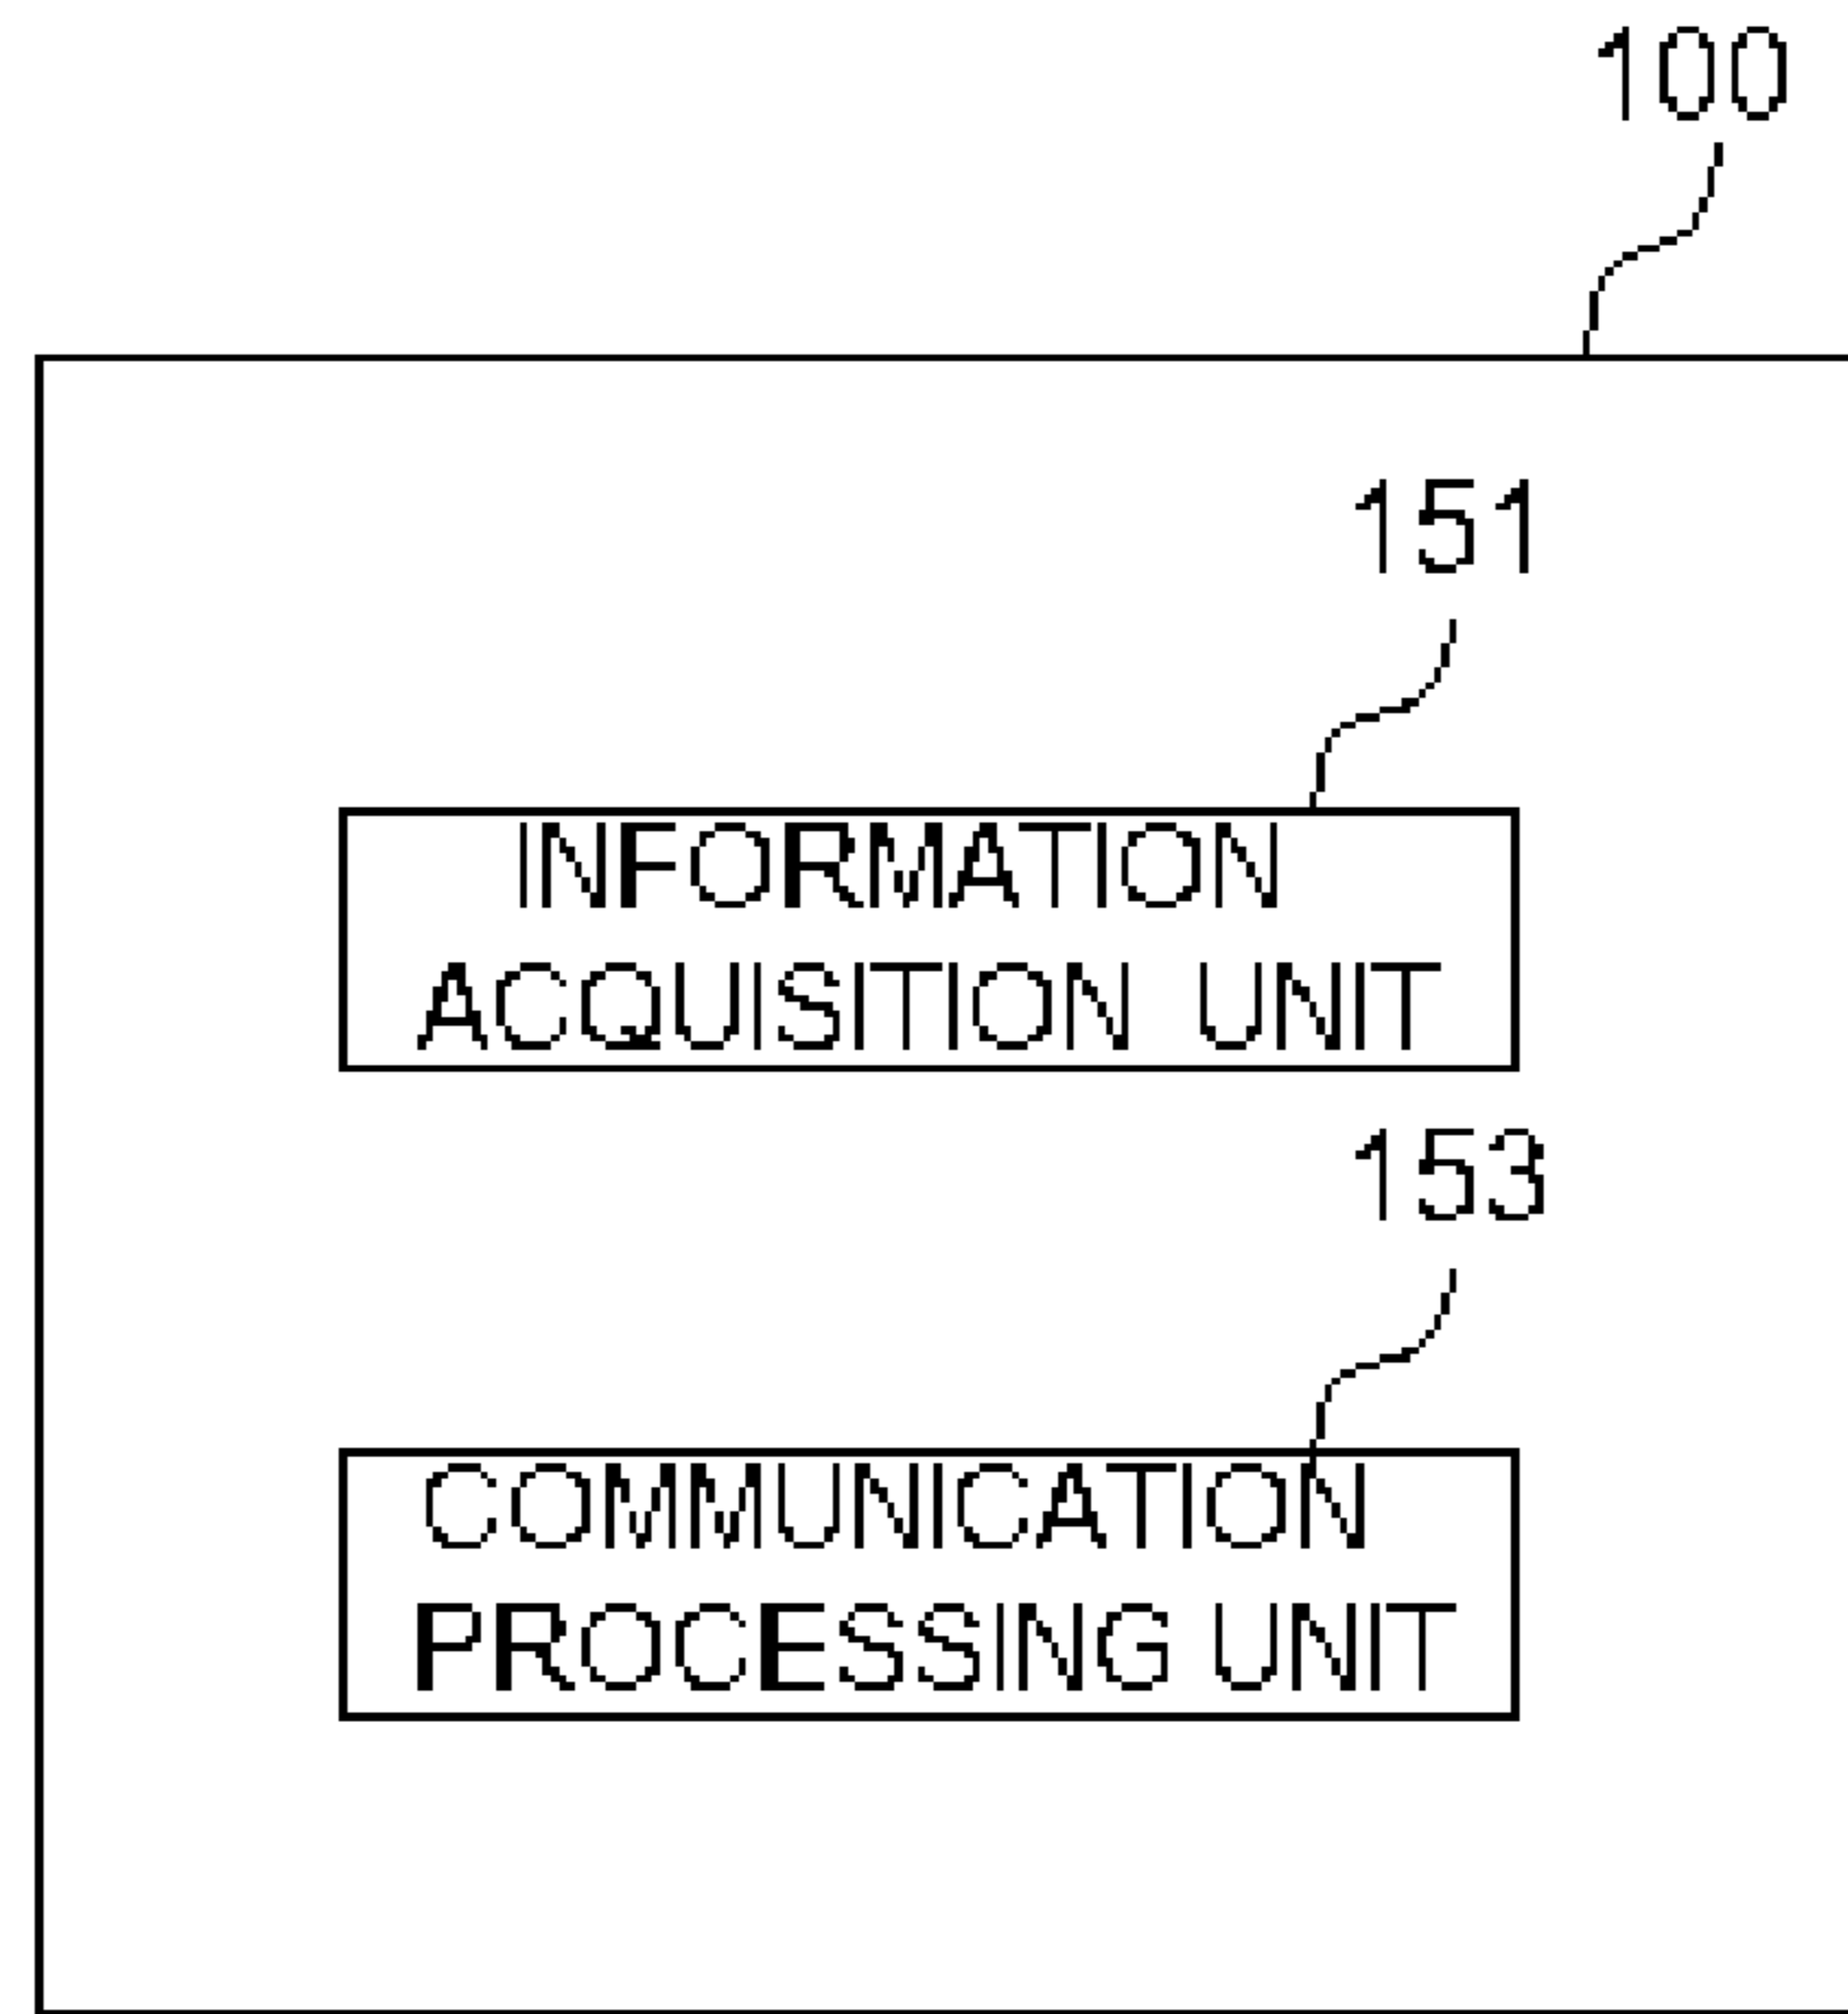 100
151
INFORMATION
ACQUISITION UNIT
153
COMMUNICATION
PROCESSING UNIT